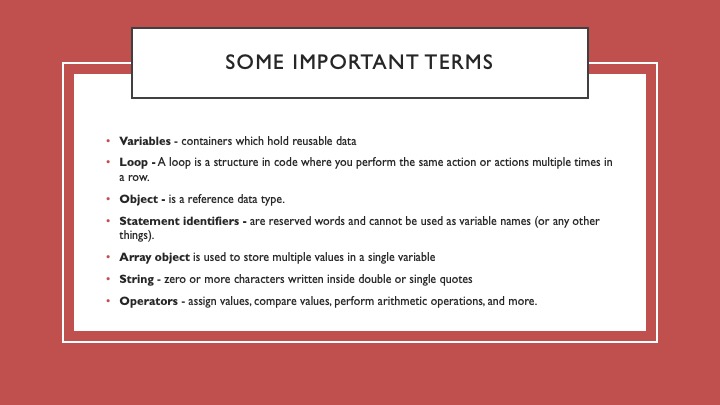 SOME IMPORTANT TERMS
• Variables - containers which hold reusable data
• Loop - A loop is a structure in code where you perform the same action or actions multiple times in
a row.
• Object - is a reference data type.
• Statement identifiers - are reserved words and cannot be used as variable names (or any other
things).
• Array object is used to store multiple values in a single variable
• String - zero or more characters written inside double or single quotes
• Operators - assign values, compare values, perform arithmetic operations, and more.